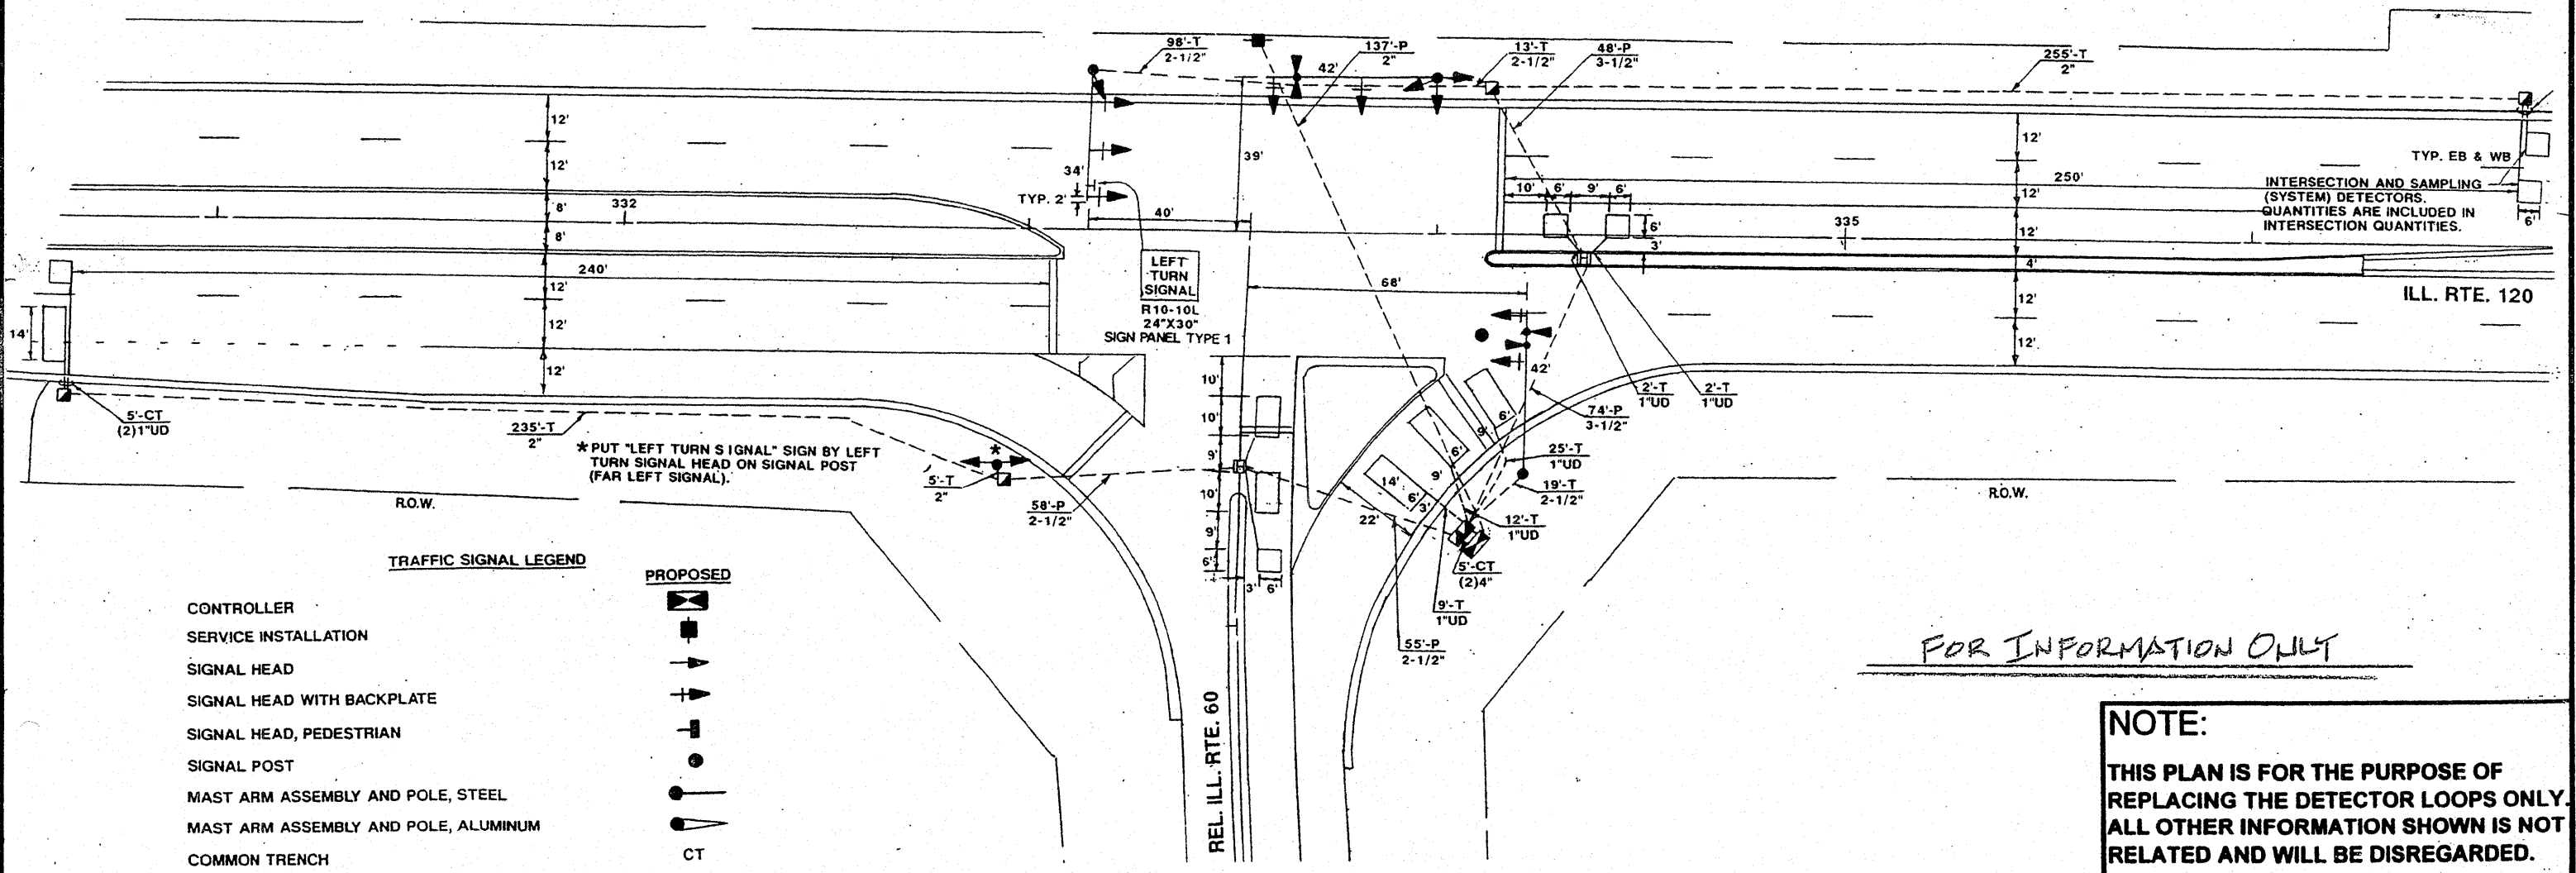 98'-T
2-1/2"
137'-P
2"
42'
13'-T
2-1/2"
48'-P
3-1/2"
255'-T
2"
12'
12'
8'
8'
12'
12'
12'
332
34'
TYP. 2'
39'
40'
10' 6' 9' 6'
6'
3'
335
12'
12'
12'
4'
12'
12'
250'
TYP. EB & WB
INTERSECTION AND SAMPLING
(SYSTEM) DETECTORS.
QUANTITIES ARE INCLUDED IN
INTERSECTION QUANTITIES.
6'
ILL. RTE. 120
LEFT
TURN
SIGNAL
R10-10L
24"X30"
SIGN PANEL TYPE 1
240'
14'
68'
42'
5'-CT
(2)1"UD
235'-T
2"
*PUT "LEFT TURN SIGNAL" SIGN BY LEFT
TURN SIGNAL HEAD ON SIGNAL POST
(FAR LEFT SIGNAL).
*
5'-T
2"
58'-P
2-1/2"
10'
10'
9'
10'
9'
6'
3' 6'
2'-T
1"UD
2'-T
1"UD
74'-P
3-1/2"
25'-T
1"UD
19'-T
2-1/2"
12'-T
1"UD
6'
9'
6'
9'
14'
6'
3'
22'
5'-CT
(2)4"
9'-T
1"UD
55'-P
2-1/2"
R.O.W.
R.O.W.
REL. ILL. RTE. 60
TRAFFIC SIGNAL LEGEND
PROPOSED
CONTROLLER
SERVICE INSTALLATION
SIGNAL HEAD
SIGNAL HEAD WITH BACKPLATE
SIGNAL HEAD, PEDESTRIAN
SIGNAL POST
MAST ARM ASSEMBLY AND POLE, STEEL
MAST ARM ASSEMBLY AND POLE, ALUMINUM
COMMON TRENCH CT
FOR INFORMATION ONLY
NOTE:
THIS PLAN IS FOR THE PURPOSE OF
REPLACING THE DETECTOR LOOPS ONLY.
ALL OTHER INFORMATION SHOWN IS NOT
RELATED AND WILL BE DISREGARDED.